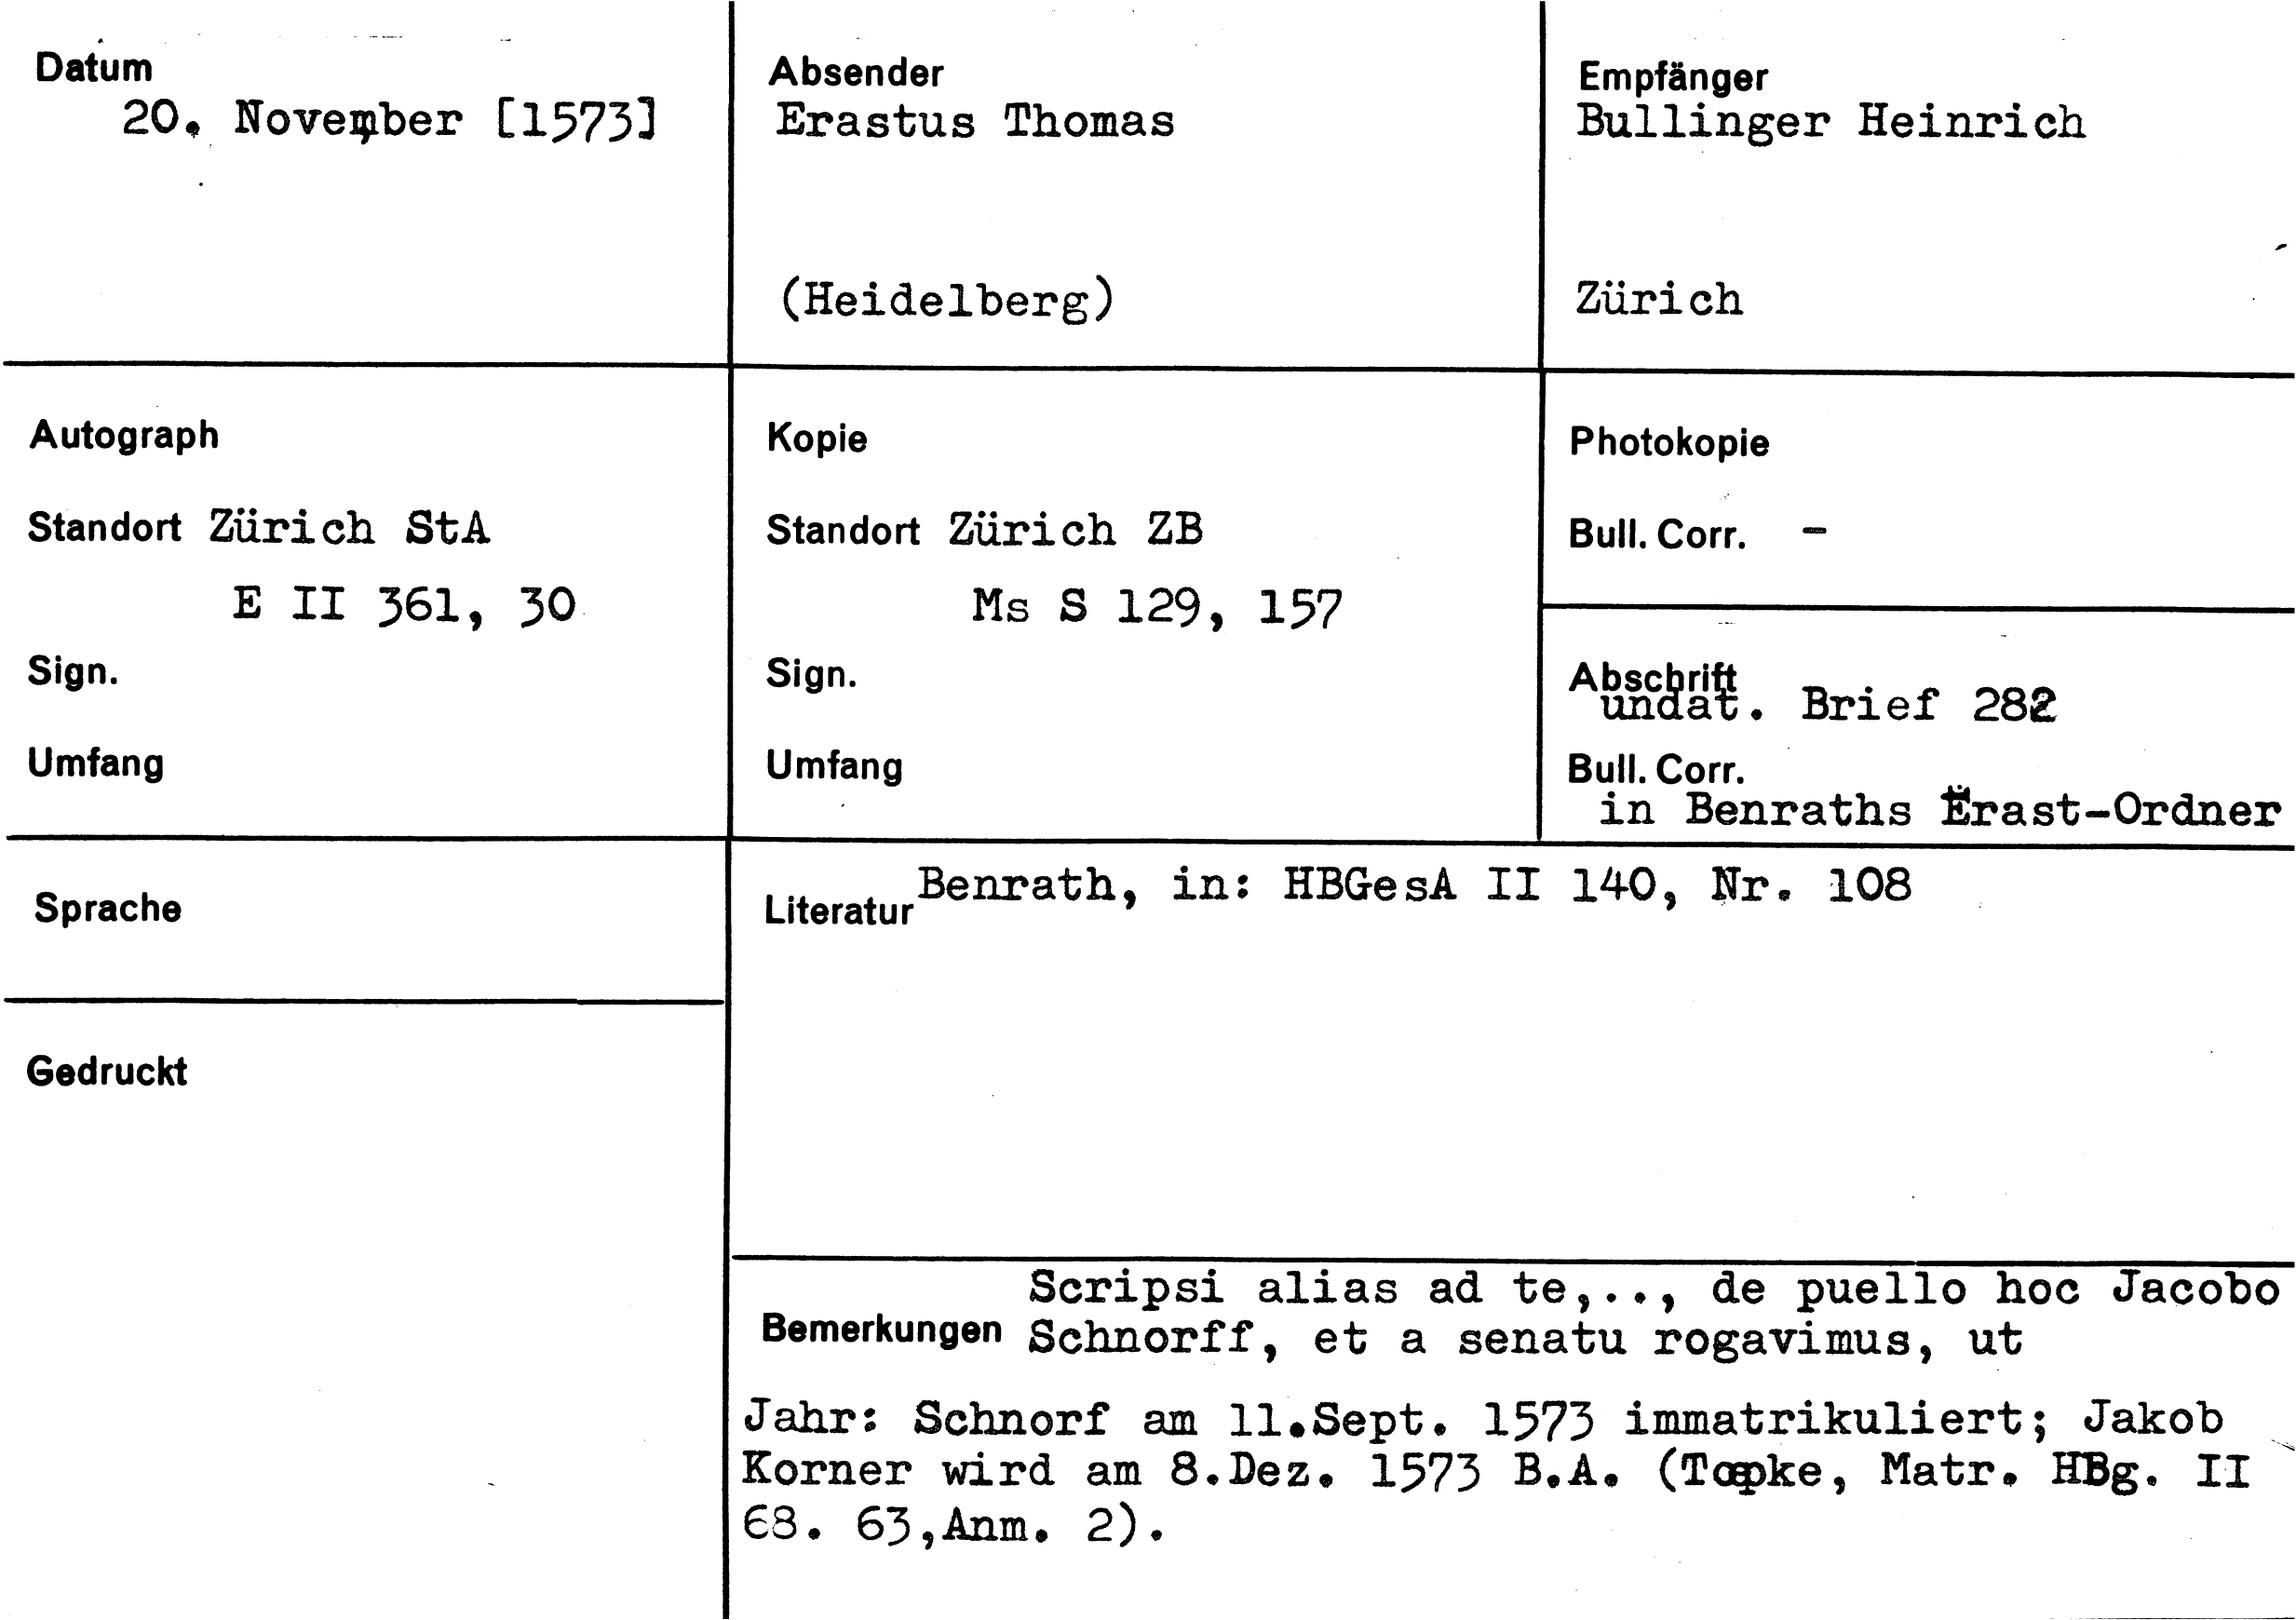 Datum
20. November [1573]
Absender
Erastus Thomas
(Heidelberg)
Empfänger
Bullinger Heinrich
Zürich
Autograph
Standort Zürich StA
E II 361, 30
Sign.
Umfang
Kopie
Standort Zürich ZB
Ms S 129, 157
Sign.
Umfang
Photokopie
Bull. Corr. -
Abschrift
undat. Brief 282
Bull. Corr.
in Benraths Erast-Ordner
Sprache
Gedruckt
Literatur Benrath, in: HBGesA II 140, Nr. 108
Scripsi alias ad te,.., de puello hoc Jacobo
Bemerkungen Schnorff, et a senatu rogavimus, ut
Jahr: Schnorf am 11.Sept. 1573 immatrikuliert; Jakob
Korner wird am 8.Dez. 1573 B.A. (Toepke, Matr. HBg. II
68. 63,Anm. 2).